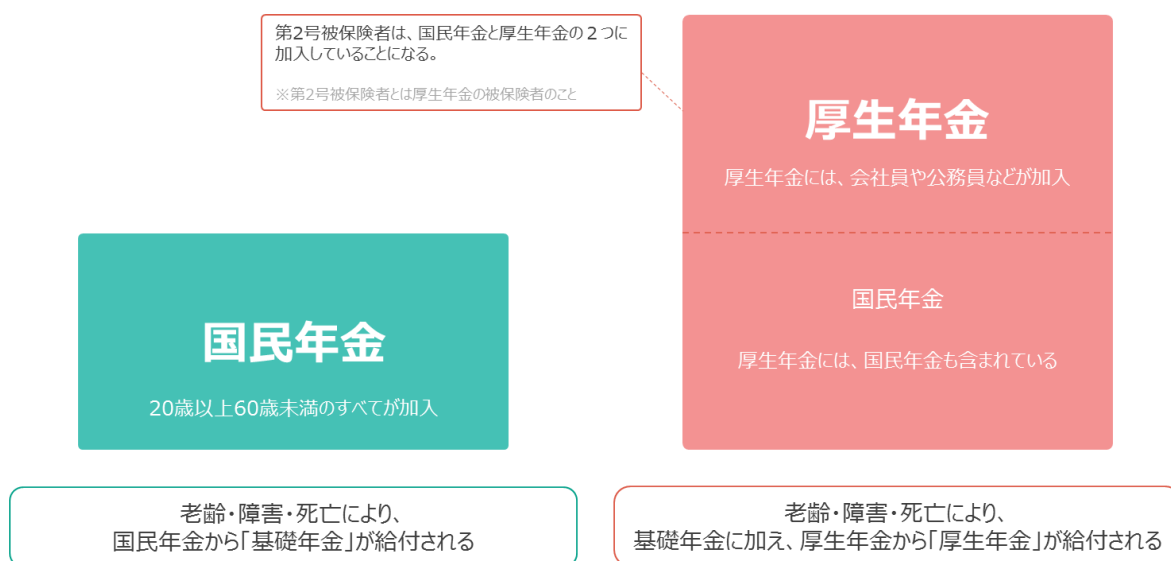 第2号被保険者は、国民年金と厚生年金の２つに
加入していることになる。
※第2号被保険者とは厚生年金の被保険者のこと
厚生年金
厚生年金には、会社員や公務員などが加入
国民年金
厚生年金には、国民年金も含まれている
国民年金
20歳以上60歳未満のすべてが加入
老齢・障害・死亡により、
国民年金から「基礎年金」が給付される
老齢・障害・死亡により、
基礎年金に加え、厚生年金から「厚生年金」が給付される